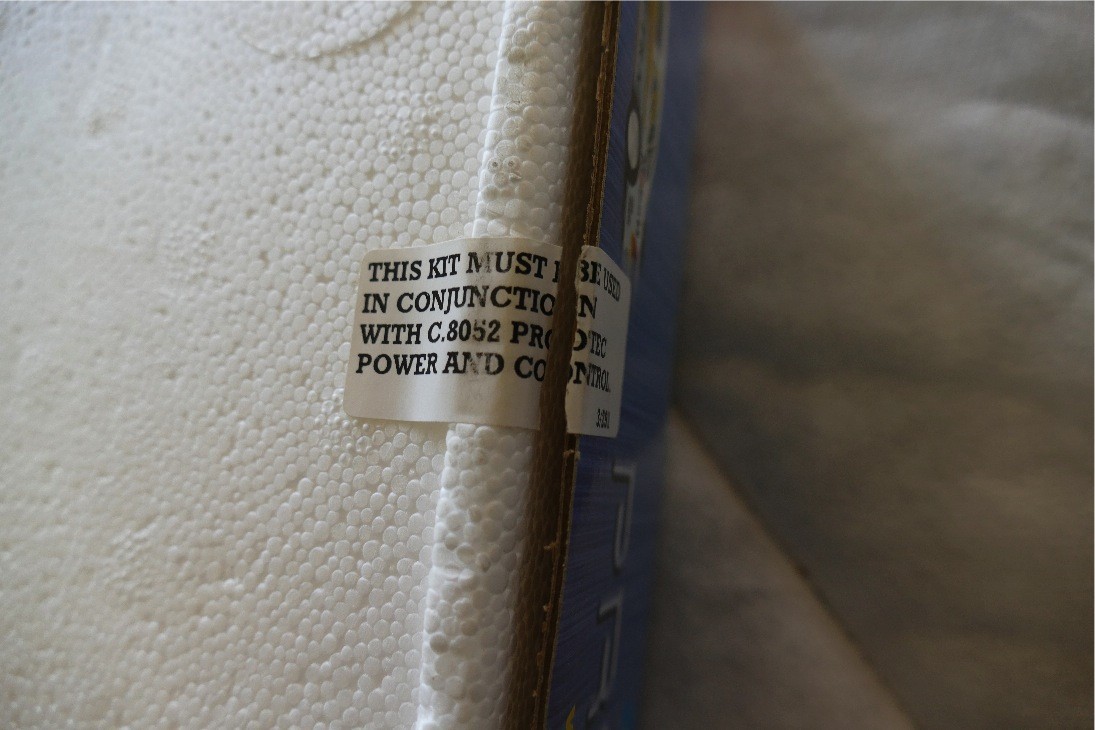 THIS KIT MUST BE USED
IN CONJUNCTION
WITH C.8052 PRO'TEC
POWER AND CONTROL.